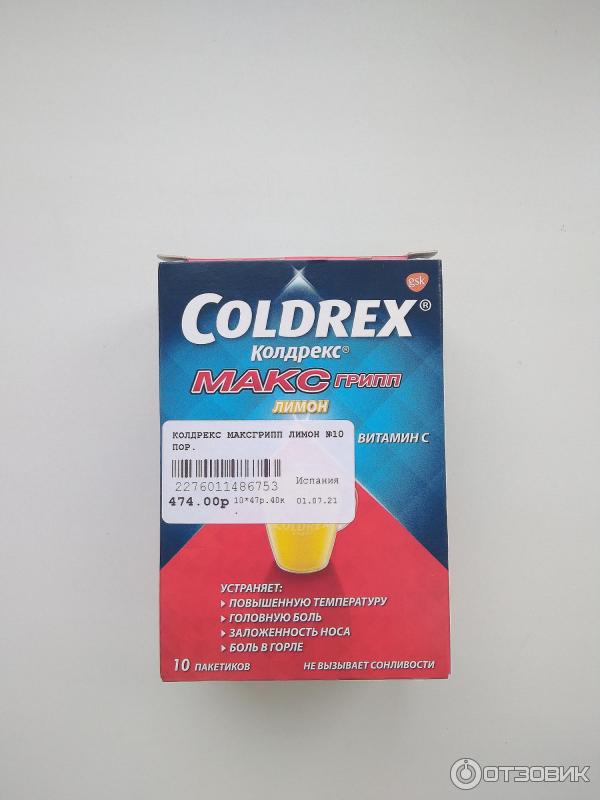 gsk
COLDREX®
Колдрекс®
МАКС ГРИПП
ЛИМОН
ВИТАМИН С
КОЛДРЕКС МАКСГРИПП ЛИМОН №10
ПОР.
2276011486753
Испания
474.00р 10*47р.40к 01.07.21
COLDREX
УСТРАНЯЕТ:
ПОВЫШЕННУЮ ТЕМПЕРАТУРУ
ГОЛОВНУЮ БОЛЬ
ЗАЛОЖЕННОСТЬ НОСА
БОЛЬ В ГОРЛЕ
10 ПАКЕТИКОВ НЕ ВЫЗЫВАЕТ СОНЛИВОСТИ
ОТЗОВИК